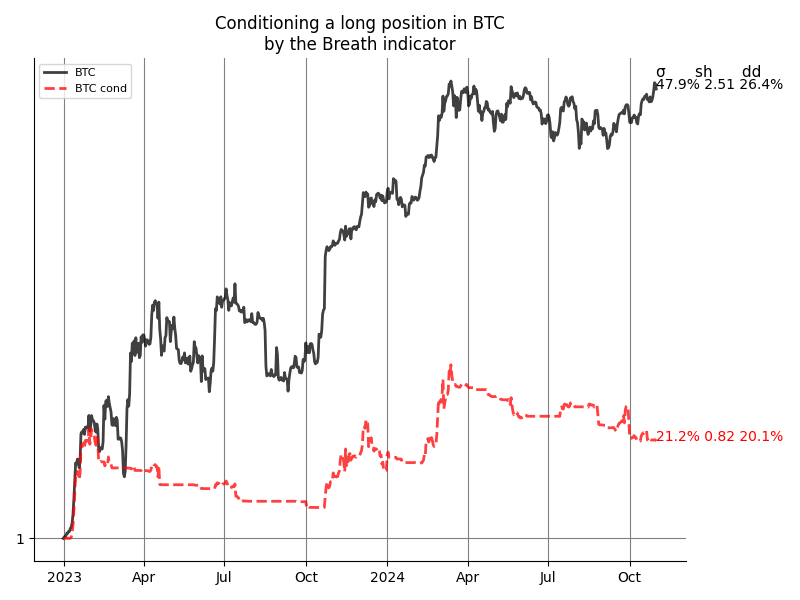 Conditioning a long position in BTC
by the Breath indicator
BTC
BTC cond
σ sh dd
47.9% 2.51 26.4%
21.2% 0.82 20.1%
1
2023 Apr Jul Oct 2024 Apr Jul Oct